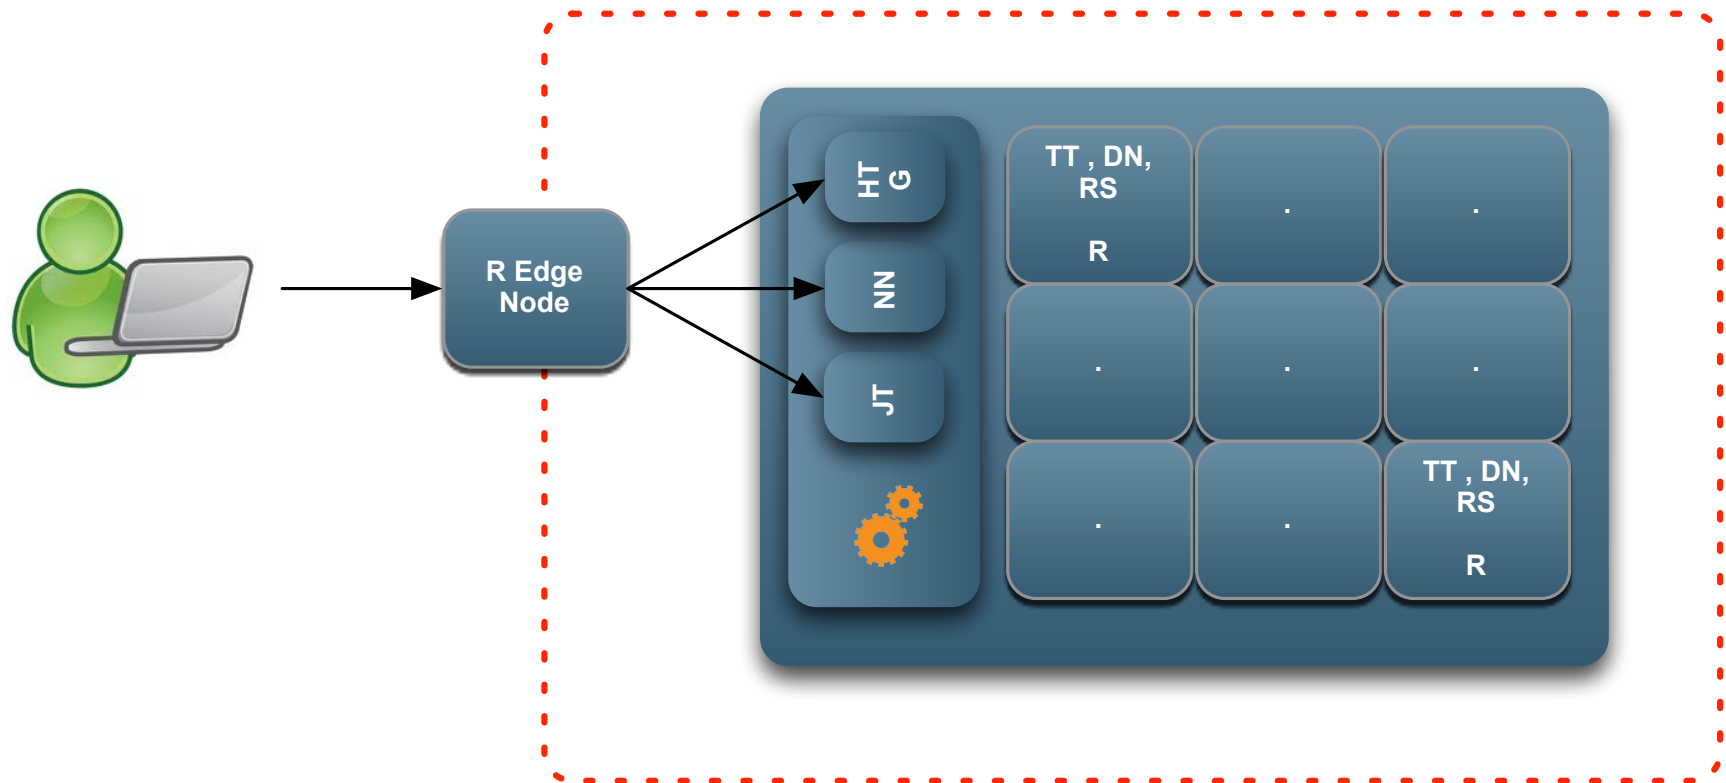 R Edge
Node
HT
G
NN
JT
TT , DN,
RS
R
.
.
.
.
.
.
.
TT , DN,
RS
R